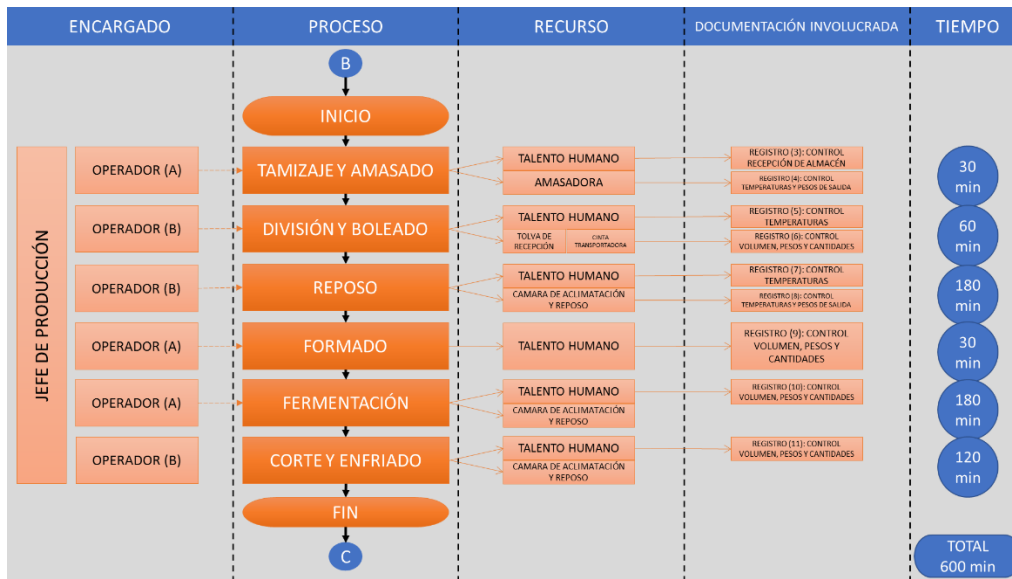 ENCARGADO
PROCESO
RECURSO
DOCUMENTACIÓN INVOLUCRADA
TIEMPO
B
INICIO
JEFE DE PRODUCCIÓN
OPERADOR (A)
TAMIZAJE Y AMASADO
TALENTO HUMANO
AMASADORA
REGISTRO (3): CONTROL
RECEPCIÓN DE ALMACÉN
REGISTRO (4): CONTROL
TEMPERATURAS Y PESOS DE SALIDA
30
min
OPERADOR (B)
DIVISIÓN Y BOLEADO
TALENTO HUMANO
TOLVA DE
RECEPCIÓN
CINTA
TRANSPORTADORA
REGISTRO (5): CONTROL
TEMPERATURAS
REGISTRO (6): CONTROL
VOLUMEN, PESOS Y CANTIDADES
60
min
OPERADOR (B)
REPOSO
TALENTO HUMANO
CAMARA DE ACLIMATACIÓN
Y REPOSO
REGISTRO (7): CONTROL
TEMPERATURAS
REGISTRO (8): CONTROL
TEMPERATURAS Y PESOS DE SALIDA
180
min
OPERADOR (A)
FORMADO
TALENTO HUMANO
REGISTRO (9): CONTROL
VOLUMEN, PESOS Y
CANTIDADES
30
min
OPERADOR (A)
FERMENTACIÓN
TALENTO HUMANO
CAMARA DE ACLIMATACIÓN
Y REPOSO
REGISTRO (10): CONTROL
VOLUMEN, PESOS Y CANTIDADES
180
min
OPERADOR (B)
CORTE Y ENFRIADO
TALENTO HUMANO
CAMARA DE ACLIMATACIÓN
Y REPOSO
REGISTRO (11): CONTROL
VOLUMEN, PESOS Y CANTIDADES
120
min
FIN
C
TOTAL
600 min